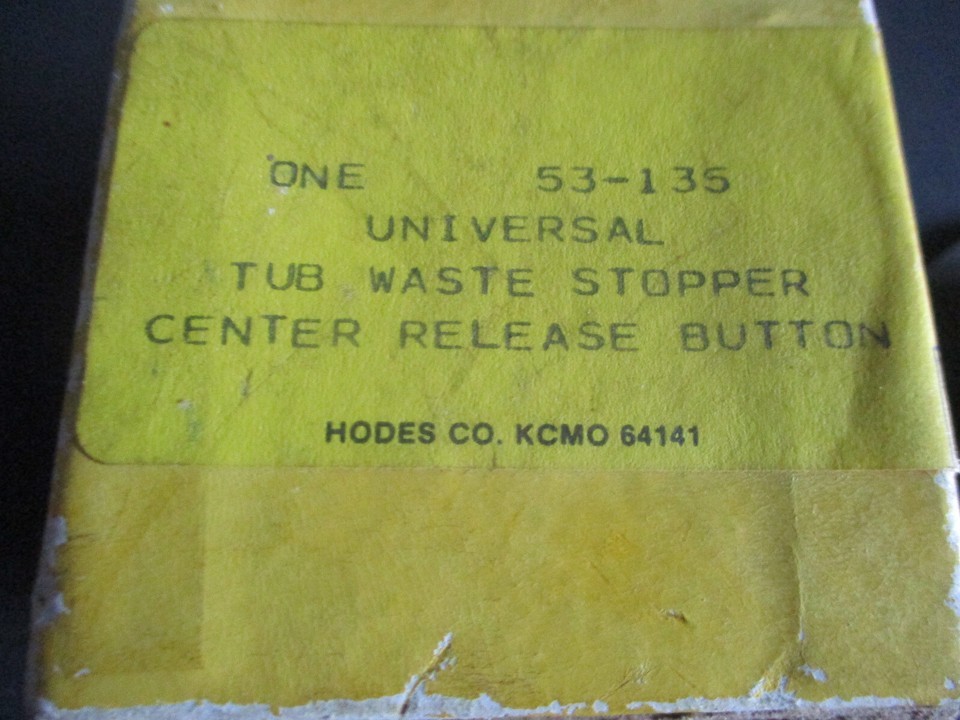 ONE 53-135
UNIVERSAL
TUB WASTE STOPPER
CENTER RELEASE BUTTON
HODES CO. KCMO 64141